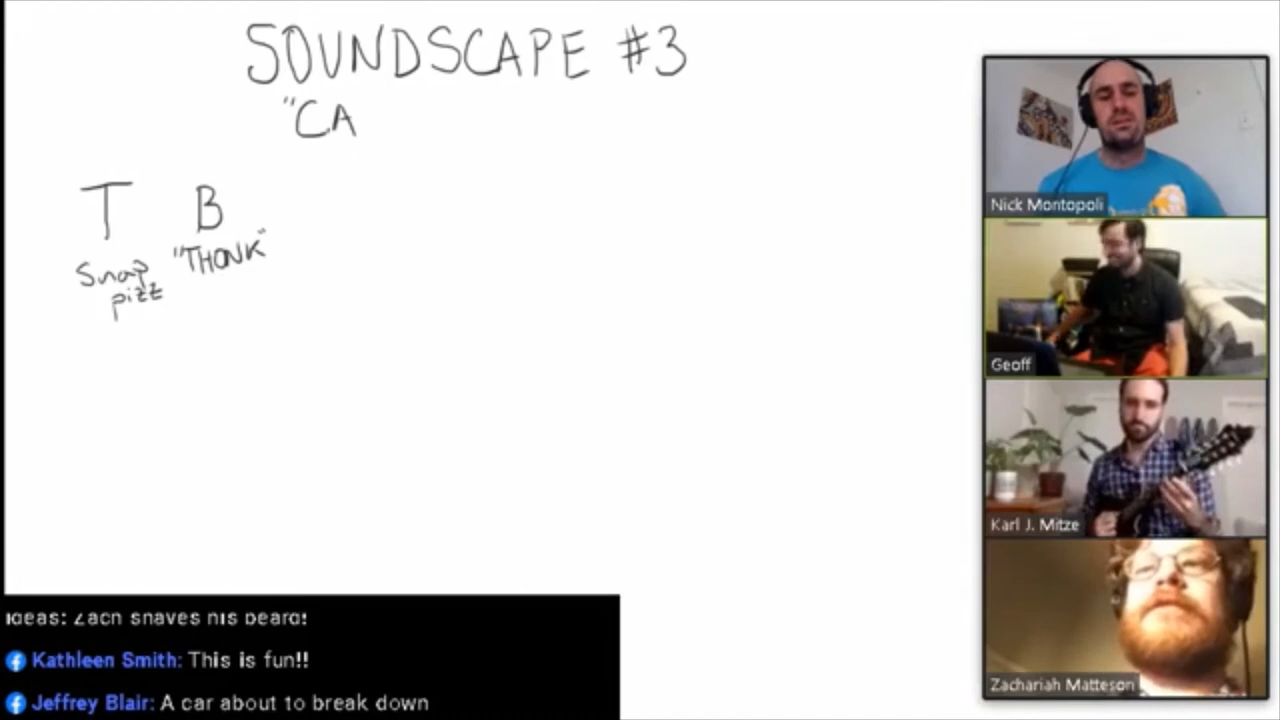 SOUNDSCAPE #3
"CA
T B
Snap "THONK"
pizz
Nick Montopoli
Geoff
Karl J. Mitze
Zachariah Matteson
ideas: Zach shaves his beard!
Kathleen Smith: This is fun!!
Jeffrey Blair: A car about to break down